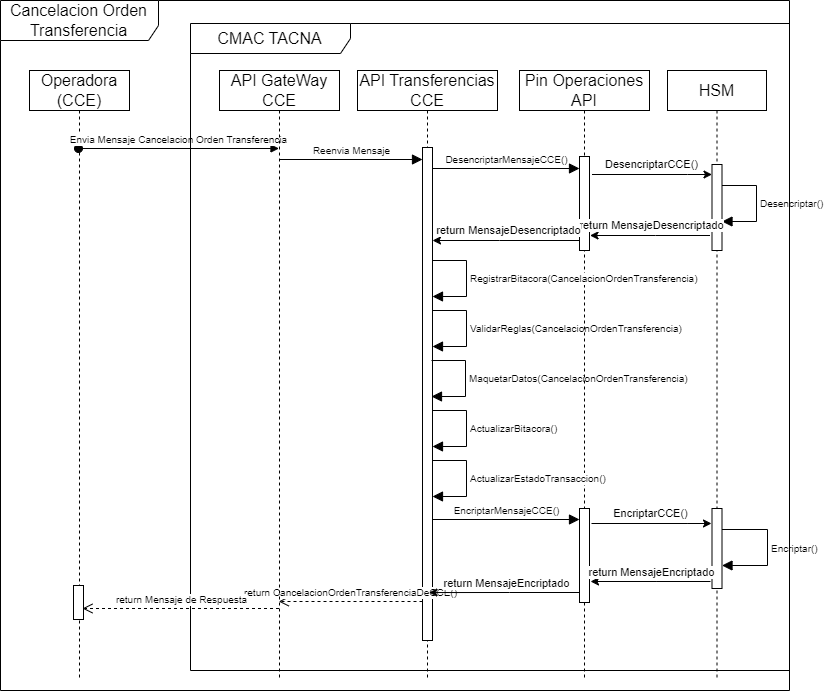 Cancelacion Orden
Transferencia
CMAC TACNA
Operadora
(CCE)
API GateWay
CCE
API Transferencias
CCE
Pin Operaciones
API
HSM
Envia Mensaje Cancelacion Orden Transferencia
Reenvia Mensaje
DesencriptarMensajeCCE()
DesencriptarCCE()
Desencriptar()
return MensajeDesencriptado
return MensajeDesencriptado
RegistrarBitacora(CancelacionOrdenTransferencia)
ValidarReglas(CancelacionOrdenTransferencia)
MaquetarDatos(CancelacionOrdenTransferencia)
ActualizarBitacora()
ActualizarEstadoTransaccion()
EncriptarMensajeCCE()
EncriptarCCE()
Encriptar()
return MensajeEncriptado
return MensajeEncriptado
return Mensaje de Respuesta